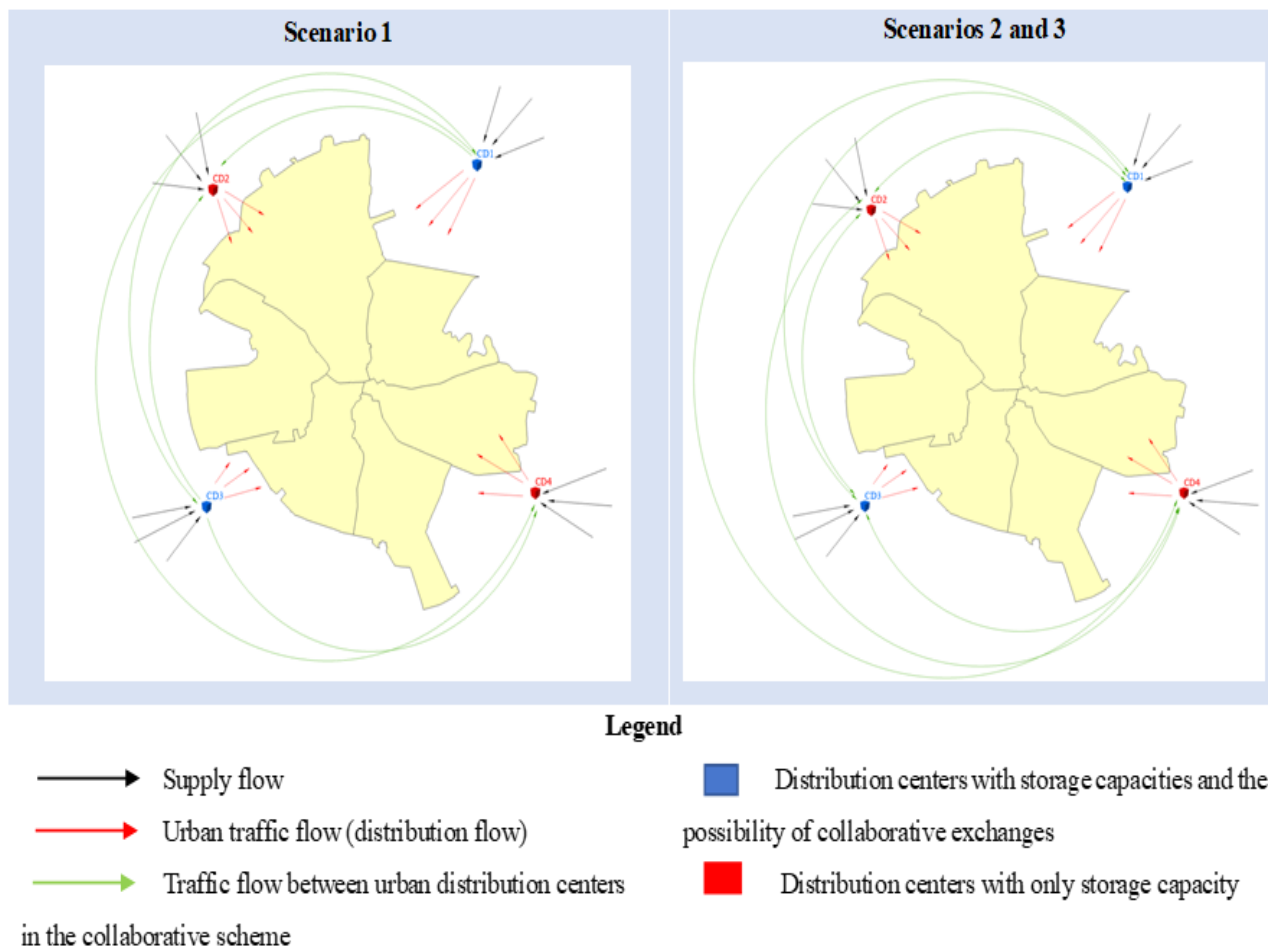 Scenario 1
Scenarios 2 and 3
CD1
CD2
CD3
CD4
CD1
CD2
CD3
CD4
Legend
Supply flow
Urban traffic flow (distribution flow)
Traffic flow between urban distribution centers
in the collaborative scheme
Distribution centers with storage capacities and the
possibility of collaborative exchanges
Distribution centers with only storage capacity